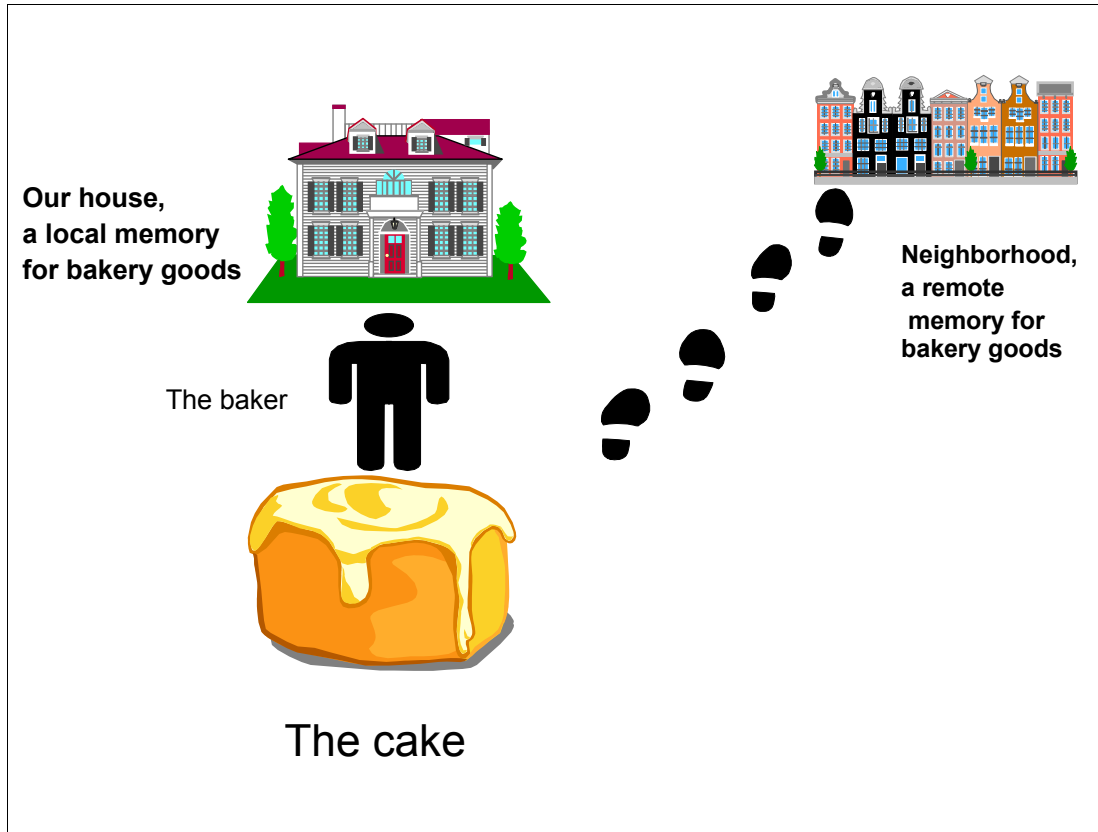 Our house,
a local memory
for bakery goods
Neighborhood,
a remote
memory for
bakery goods
The baker
The cake